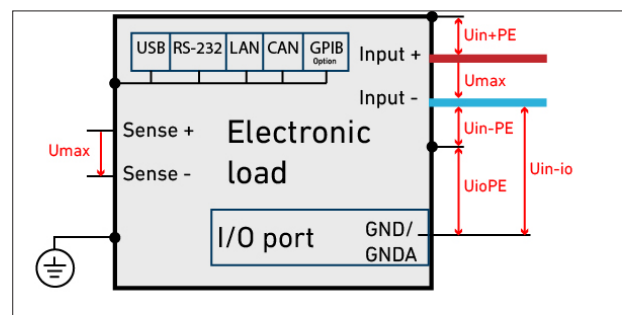 USB RS-232 LAN CAN GPIB
Option
Input +
Input -
Uin+PE
Umax
Uin-PE
UioPE
Uin-io
Umax
Sense +
Sense -
Electronic
load
I/O port
GND/
GNDA